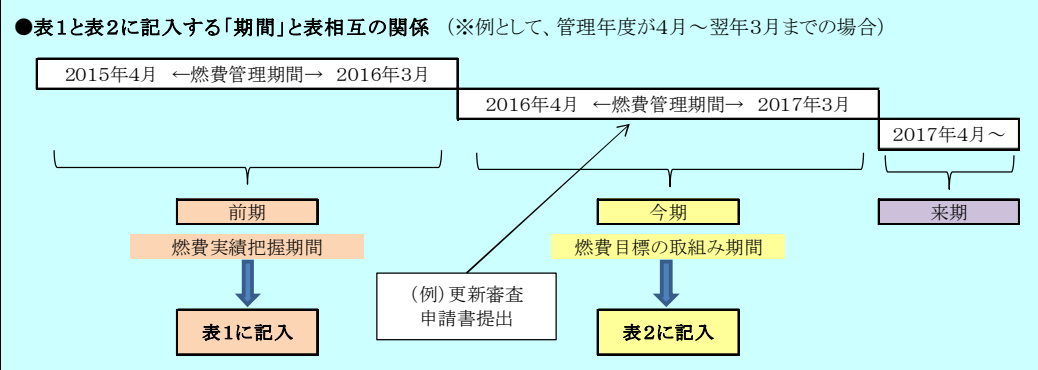 ●表1と表2に記入する「期間」と表相互の関係 （※例として、管理年度が4月～翌年3月までの場合）
2015年4月 ←燃費管理期間→ 2016年3月
2016年4月 ←燃費管理期間→ 2017年3月
2017年4月～
前期
今期
来期
燃費実績把握期間
燃費目標の取組み期間
（例）更新審査
申請書提出
表1に記入
表2に記入